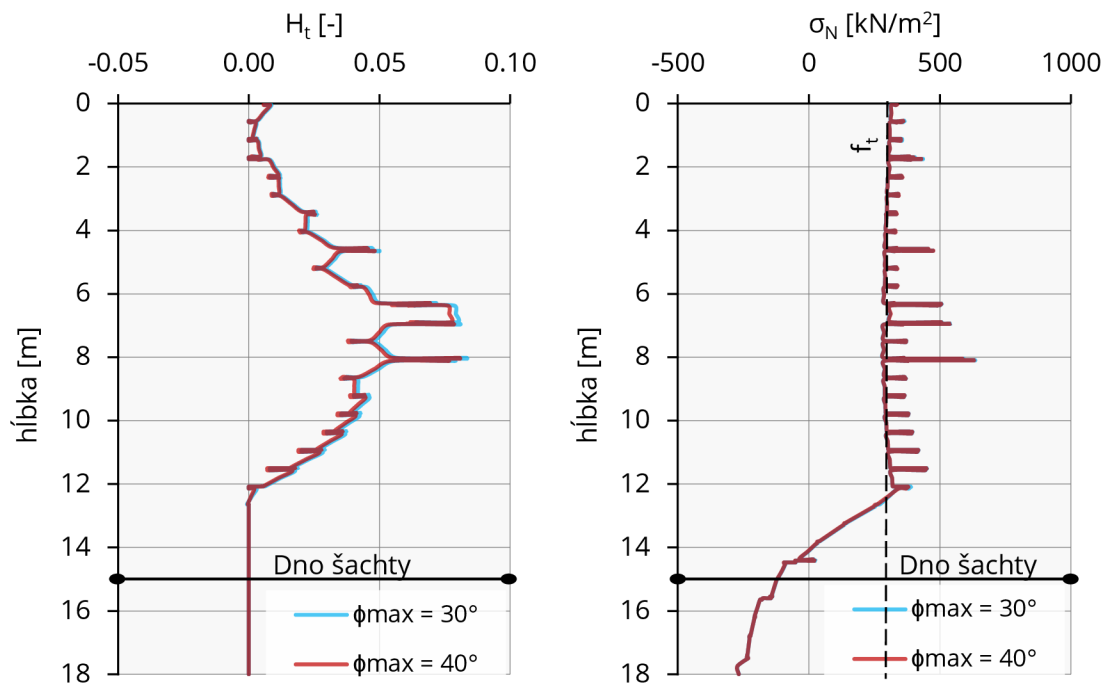 Hₜ [-]
-0.05 0.00 0.05 0.10
0
2
4
6
8
10
12
14
16
18
híbka [m]
Dno šachty
ϕmax = 30°
ϕmax = 40°
σN [kN/m²]
-500 0 500 1000
0
2
4
6
8
10
12
14
16
18
híbka [m]
fₜ
Dno šachty
ϕmax = 30°
ϕmax = 40°